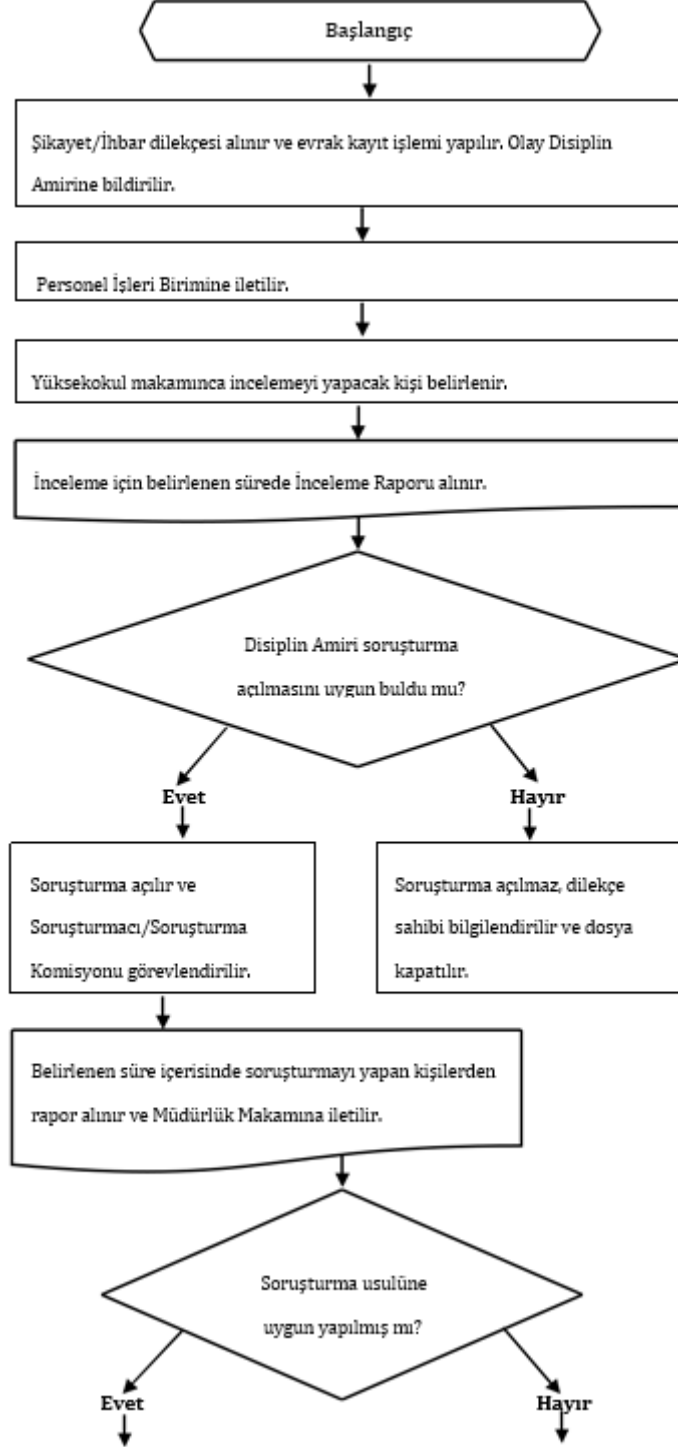 Başlangıç
Şikayet/İhbar dilekçesi alınır ve evrak kayıt işlemi yapılır. Olay Disiplin
Amirine bildirilir.
Personel İşleri Birimine iletilir.
Yüksekokul makamınca incelemeyi yapacak kişi belirlenir.
İnceleme için belirlenen sürede İnceleme Raporu alınır.
Disiplin Amiri soruşturma
açılmasını uygun buldu mu?
Evet
Hayır
Soruşturma açılır ve
Soruşturmacı/Soruşturma
Komisyonu görevlendirilir.
Soruşturma açılmaz, dilekçe
sahibi bilgilendirilir ve dosya
kapatılır.
Belirlenen süre içerisinde soruşturmayı yapan kişilerden
rapor alınır ve Müdürlük Makamına iletilir.
Soruşturma usulüne
uygun yapılmış mı?
Evet
Hayır